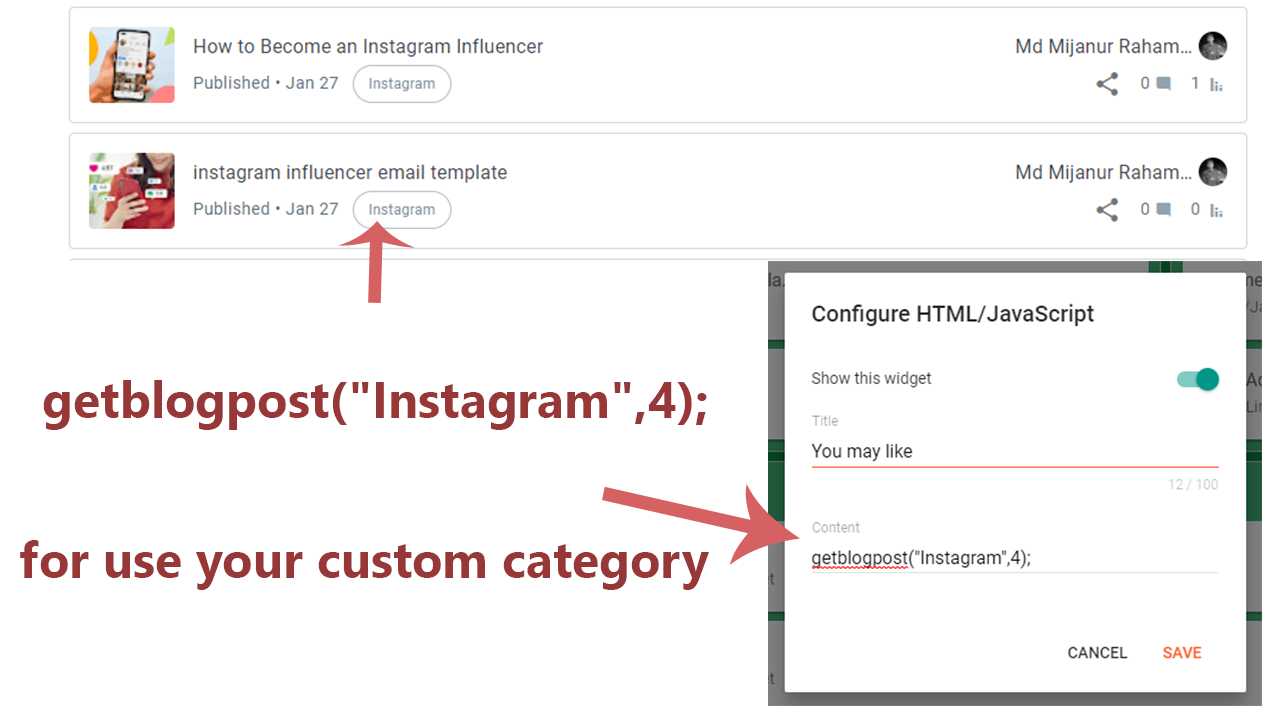 How to Become an Instagram Influencer
Md Mijanur Raham...
Published • Jan 27
Instagram
0
1
instagram influencer email template
Md Mijanur Raham...
Published • Jan 27
Instagram
0
0
getblogpost("Instagram",4);
for use your custom category
Configure HTML/JavaScript
Show this widget
Title
You may like
12 / 100
Content
getblogpost("Instagram",4);
CANCEL
SAVE